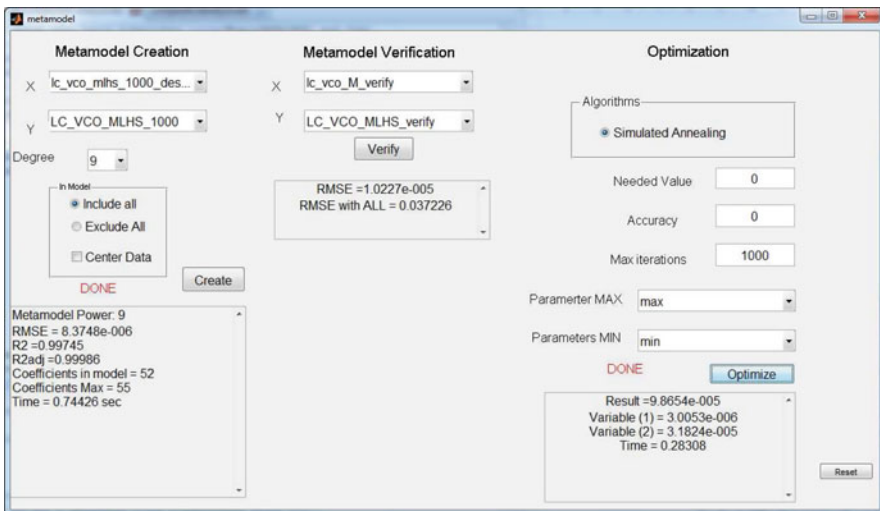 metamodel
Metamodel Creation
X lc_vco_mlhs_1000_des...
Y LC_VCO_MLHS_1000
Degree 9
In Model
Include all
Exclude All
Center Data
DONE
Create
Metamodel Power: 9
RMSE = 8.3748e-006
R2 =0.99745
R2adj =0.99986
Coefficients in model = 52
Coefficients Max = 55
Time = 0.74426 sec
Metamodel Verification
X lc_vco_M_verify
Y LC_VCO_MLHS_verify
Verify
RMSE =1.0227e-005
RMSE with ALL = 0.037226
Optimization
Algorithms
Simulated Annealing
Needed Value 0
Accuracy 0
Max iterations 1000
Paramerter MAX max
Parameters MIN min
DONE
Optimize
Result =9.8654e-005
Variable (1) = 3.0053e-006
Variable (2) = 3.1824e-005
Time = 0.28308
Reset